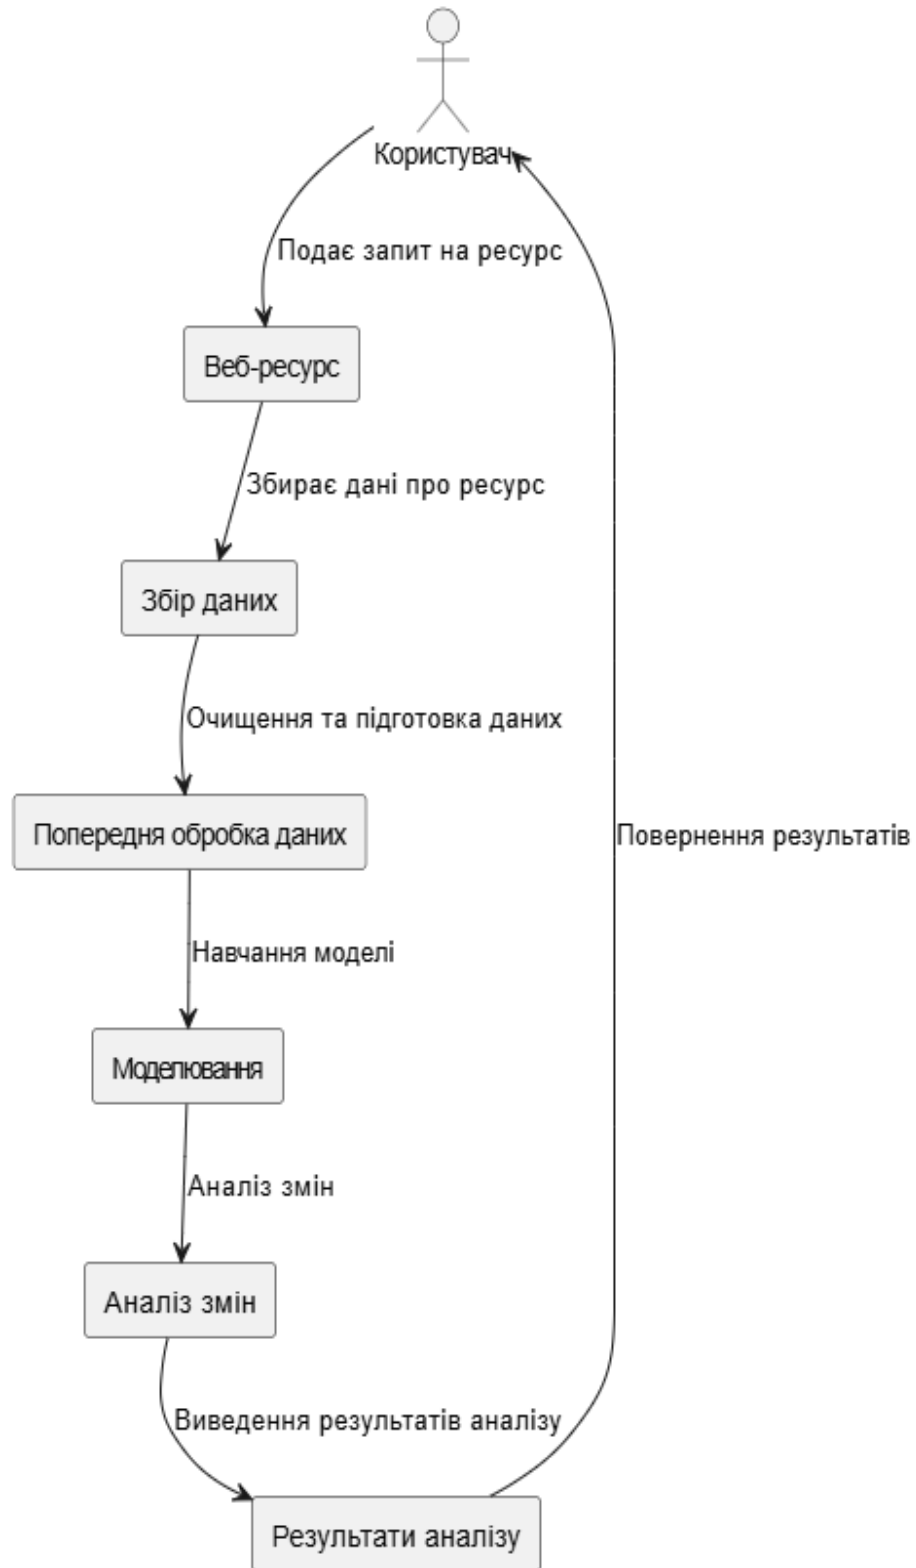 Користувач
Подає запит на ресурс
Веб-ресурс
Збирає дані про ресурс
Збір даних
Очищення та підготовка даних
Попередня обробка даних
Повернення результатів
Навчання моделі
Моделювання
Аналіз змін
Аналіз змін
Виведення результатів аналізу
Результати аналізу